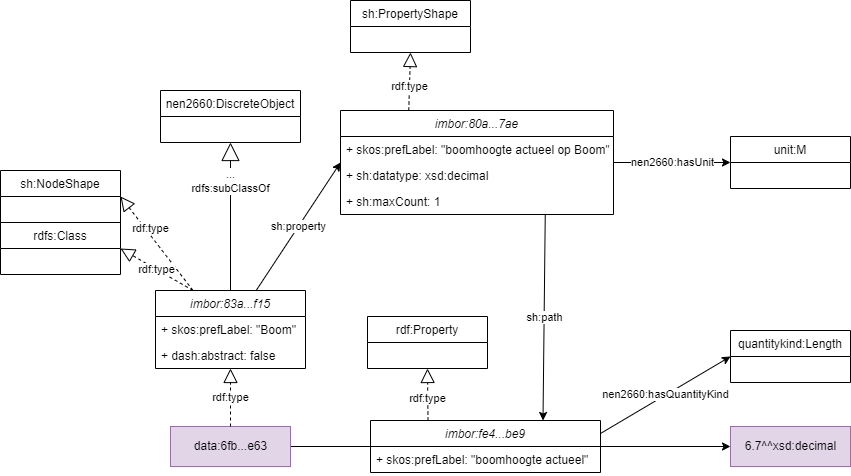 sh:PropertyShape
rdf:type
nen2660:DiscreteObject
imbor:80a...7ae
+ skos:prefLabel: "boomhoogte actueel op Boom"
+ sh:datatype: xsd:decimal
+ sh:maxCount: 1
nen2660:hasUnit
unit:M
...
rdfs:subClassOf
sh:NodeShape
rdfs:Class
rdf:type
rdf:type
sh:property
imbor:83a...f15
+ skos:prefLabel: "Boom"
+ dash:abstract: false
sh:path
rdf:Property
quantitykind:Length
rdf:type
rdf:type
nen2660:hasQuantityKind
data:6fb...e63
imbor:fe4...be9
+ skos:prefLabel: "boomhoogte actueel"
6.7^^xsd:decimal